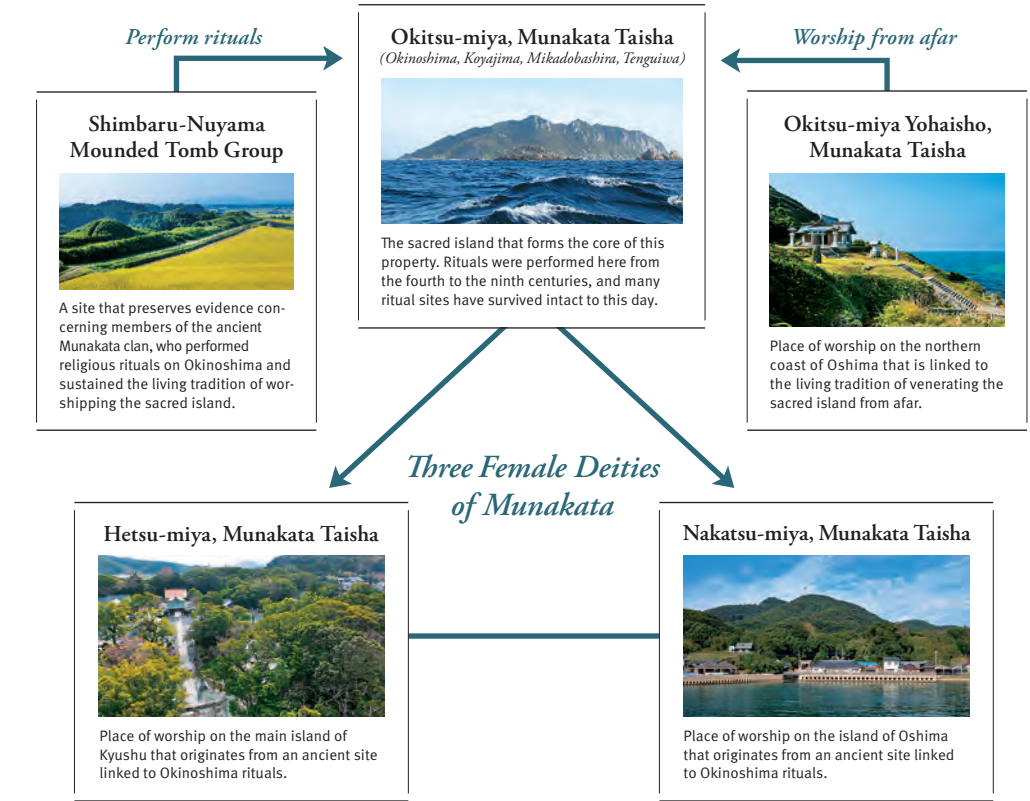 Perform rituals
Okitsu-miya, Munakata Taisha
(Okinoshima, Koyajima, Mikadobashira, Tenguiwa)
Worship from afar
The sacred island that forms the core of this
property. Rituals were performed here from
the fourth to the ninth centuries, and many
ritual sites have survived intact to this day.
Shimbaru-Nuyama
Mounded Tomb Group
A site that preserves evidence con-
cerning members of the ancient
Munakata clan, who performed
religious rituals on Okinoshima and
sustained the living tradition of wor-
shipping the sacred island.
Okitsu-miya Yohaisho,
Munakata Taisha
Place of worship on the northern
coast of Oshima that is linked to
the living tradition of venerating the
sacred island from afar.
Three Female Deities
of Munakata
Hetsu-miya, Munakata Taisha
Place of worship on the main island of
Kyushu that originates from an ancient site
linked to Okinoshima rituals.
Nakatsu-miya, Munakata Taisha
Place of worship on the island of Oshima
that originates from an ancient site linked
to Okinoshima rituals.